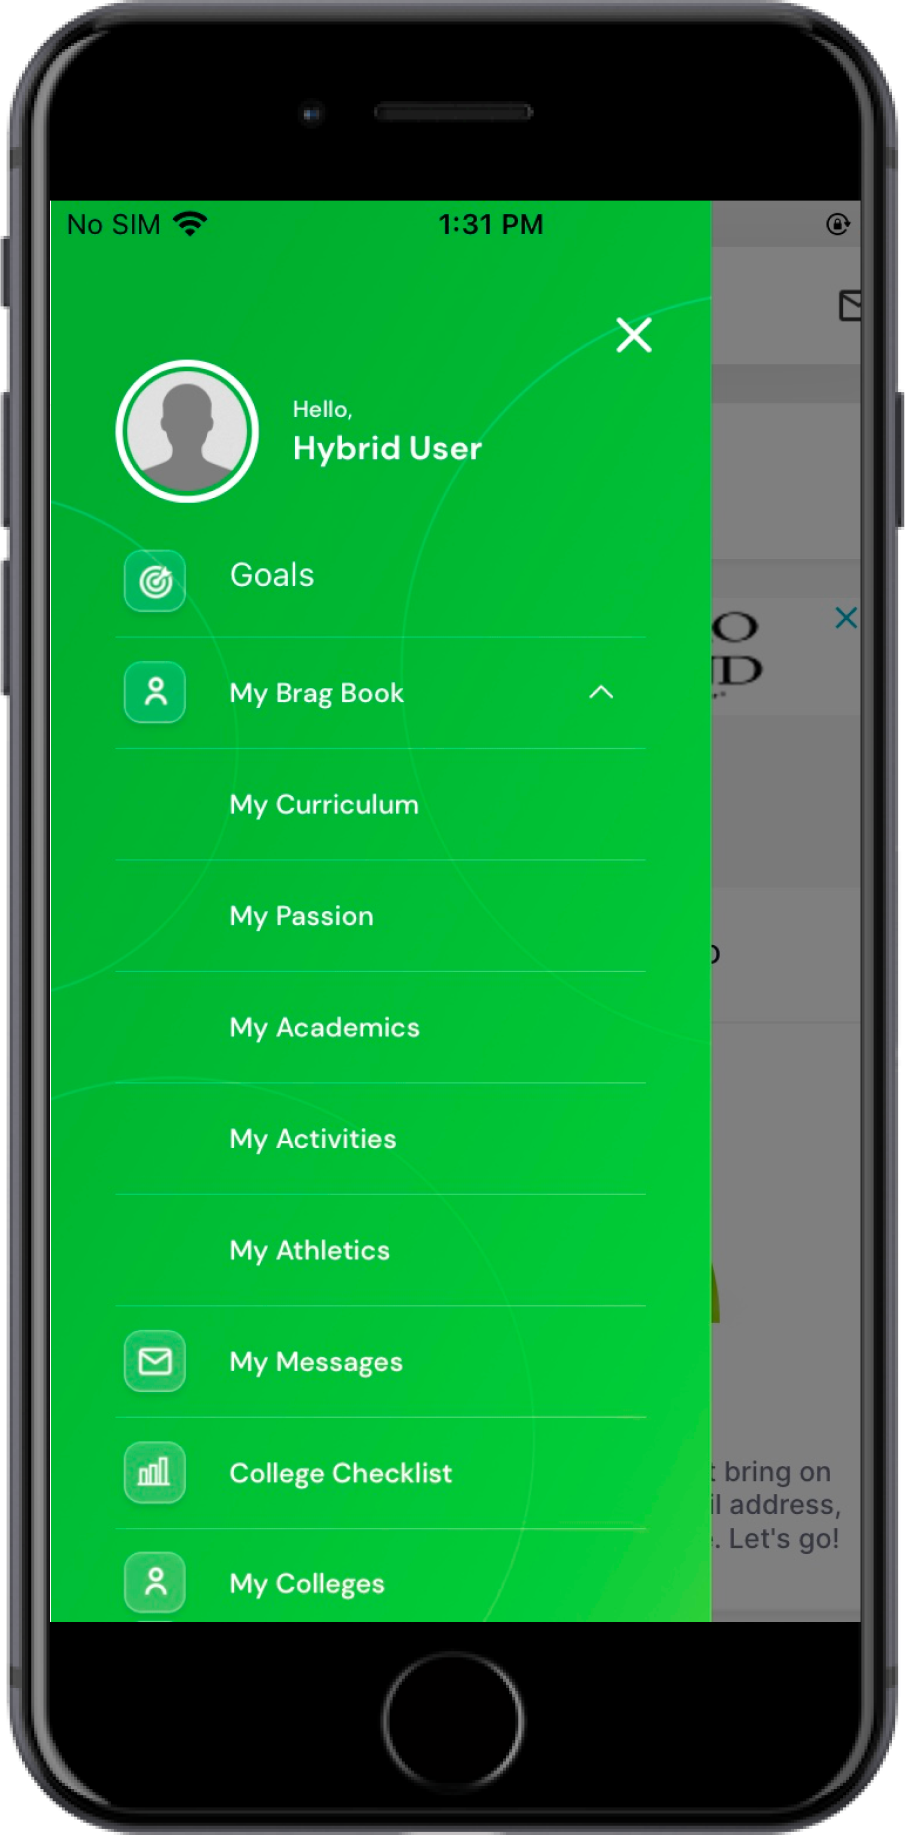 No SIM
1:31 PM
Hello,
Hybrid User
Goals
My Brag Book
My Curriculum
My Passion
My Academics
My Activities
My Athletics
My Messages
College Checklist
My Colleges
bring on
address,
Let's go!